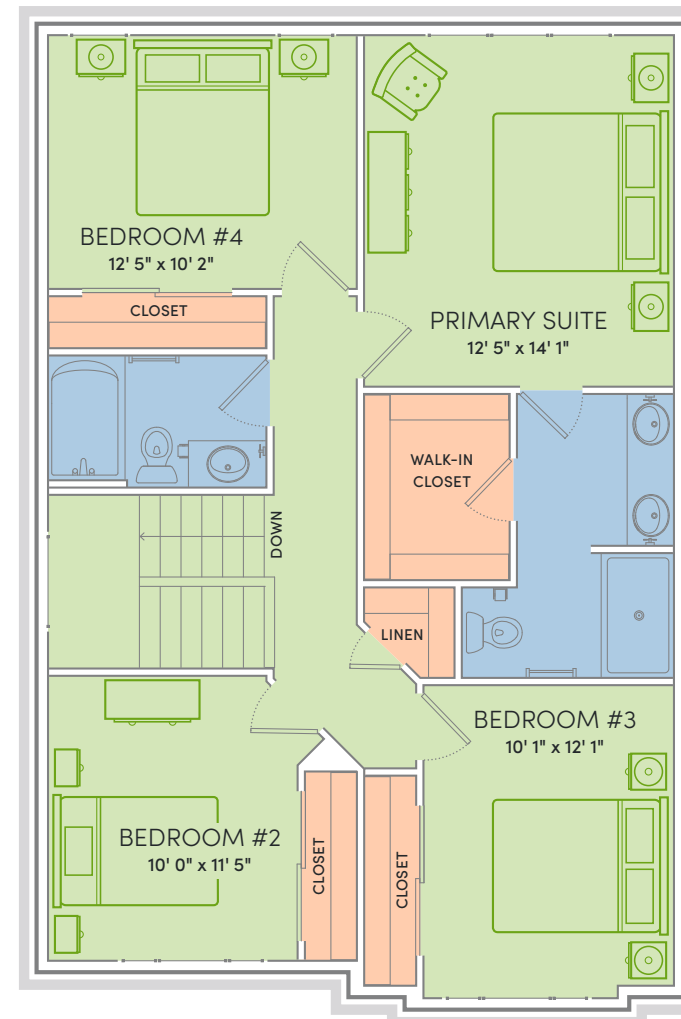 BEDROOM #4
12' 5" x 10' 2"
CLOSET
PRIMARY SUITE
12' 5" x 14' 1"
WALK-IN
CLOSET
DOWN
LINEN
BEDROOM #3
10' 1" x 12' 1"
BEDROOM #2
10' 0" x 11' 5"
CLOSET
CLOSET